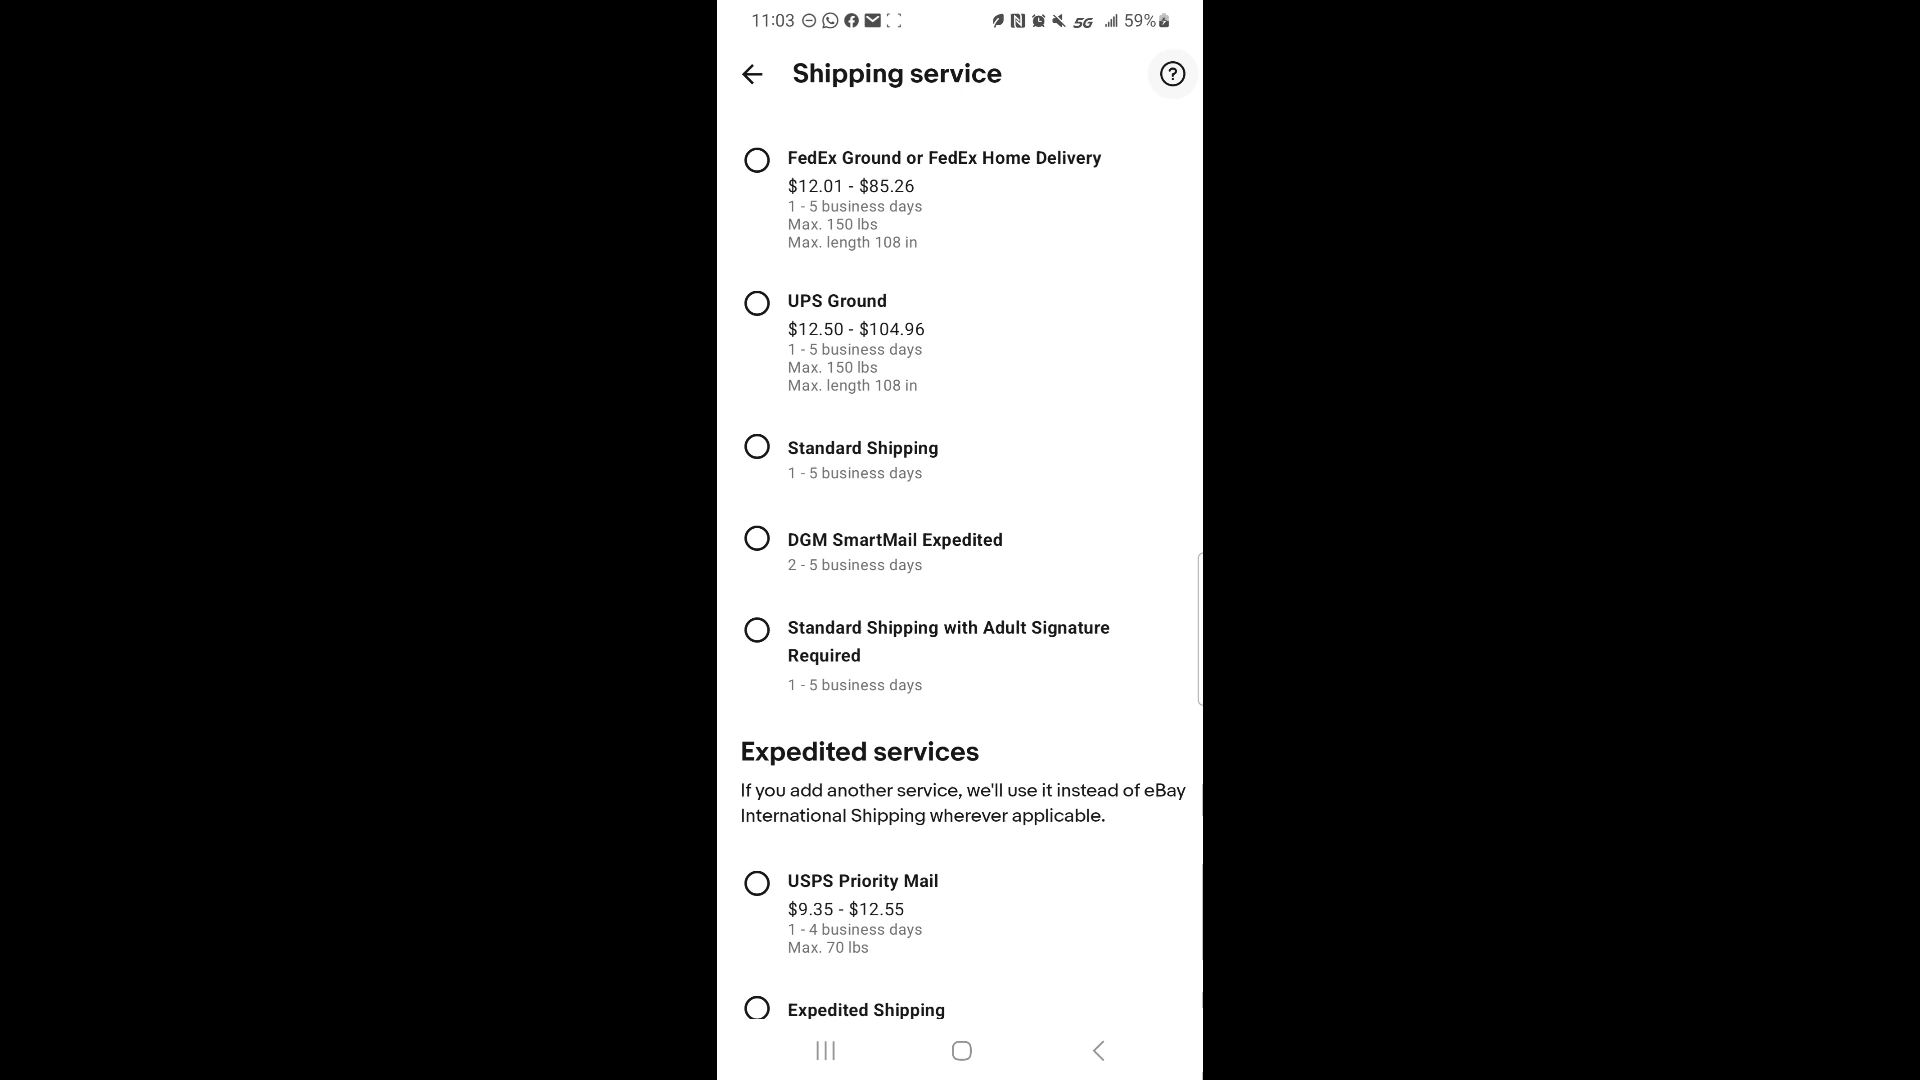 11:03 5G 59%
Shipping service
FedEx Ground or FedEx Home Delivery
$12.01 - $85.26
1 - 5 business days
Max. 150 lbs
Max. length 108 in
UPS Ground
$12.50 - $104.96
1 - 5 business days
Max. 150 lbs
Max. length 108 in
Standard Shipping
1 - 5 business days
DGM SmartMail Expedited
2 - 5 business days
Standard Shipping with Adult Signature
Required
1 - 5 business days
Expedited services
If you add another service, we'll use it instead of eBay
International Shipping wherever applicable.
USPS Priority Mail
$9.35 - $12.55
1 - 4 business days
Max. 70 lbs
Expedited Shipping